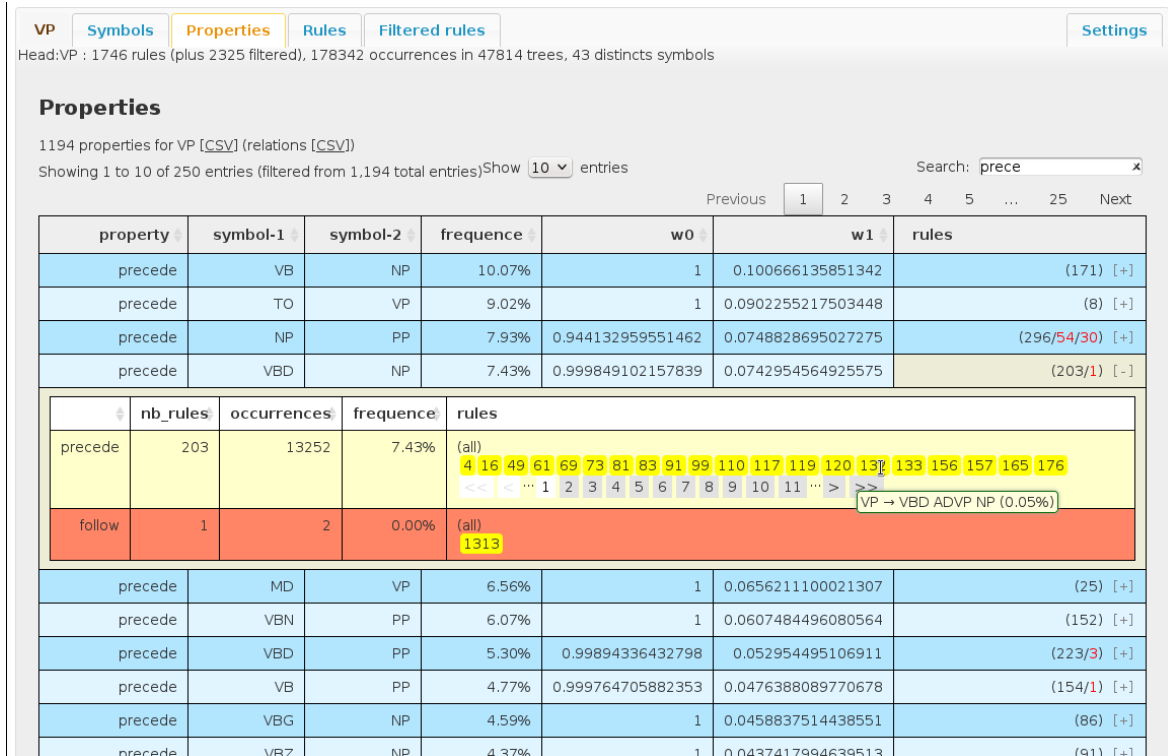 VP Symbols Properties Rules Filtered rules Settings
Head:VP : 1746 rules (plus 2325 filtered), 178342 occurrences in 47814 trees, 43 distincts symbols
Properties
1194 properties for VP [CSV] (relations [CSV])
Showing 1 to 10 of 250 entries (filtered from 1,194 total entries) Show 10 entries Search: prece x
Previous 1 2 3 4 5 ... 25 Next
property symbol-1 symbol-2 frequence w0 w1 rules
precede VB NP 10.07% 1 0.100666135851342 (171) [+]
precede TO VP 9.02% 1 0.0902255217503448 (8) [+]
precede NP PP 7.93% 0.944132959551462 0.0748828695027275 (296/54/30) [+]
precede VBD NP 7.43% 0.999849102157839 0.0742954564925575 (203/1) [-]
nb_rules occurrences frequence rules
precede 203 13252 7.43% (all)
4 16 49 61 69 73 81 83 91 99 110 117 119 120 132 133 156 157 165 176
<< < ... 1 2 3 4 5 6 7 8 9 10 11 ... > >>
VP → VBD ADVP NP (0.05%)
follow 1 2 0.00% (all)
1313
precede MD VP 6.56% 1 0.0656211100021307 (25) [+]
precede VBN PP 6.07% 1 0.0607484496080564 (152) [+]
precede VBD PP 5.30% 0.99894336432798 0.052954495106911 (223/3) [+]
precede VB PP 4.77% 0.999764705882353 0.0476388089770678 (154/1) [+]
precede VBG NP 4.59% 1 0.0458837514438551 (86) [+]
precede VBZ NP 4.37% 1 0.0437417994639513 (91) [+]